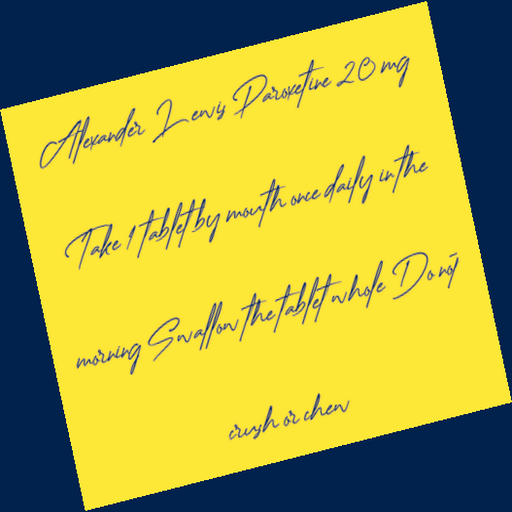 Alexander Lewis Paroxetine 20 mg
Take 1 tablet by mouth once daily in the
morning Swallow the tablet whole Do not
crush or chew